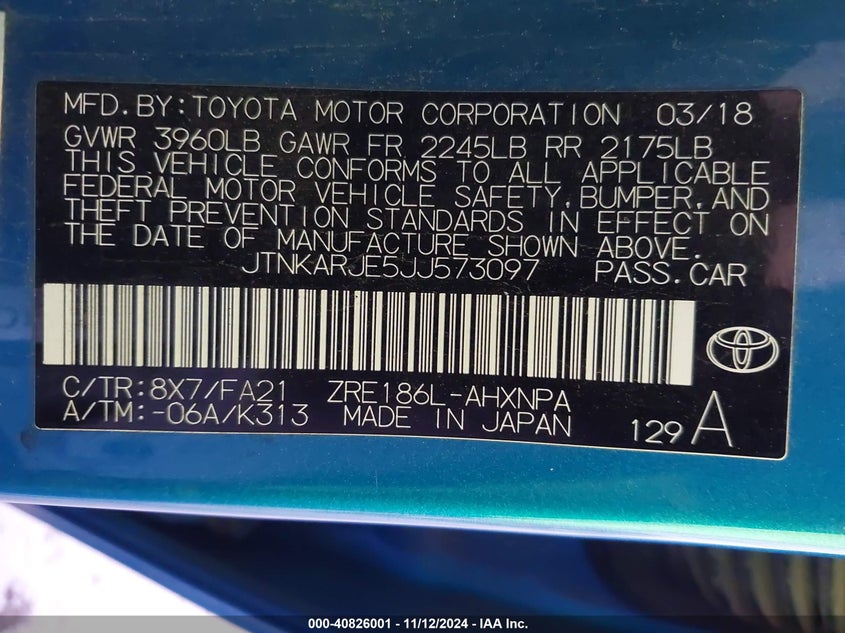 MFD.BY:TOYOTA MOTOR CORPORATION 03/18
GVWR 3960LB GAWR FR 2245LB RR 2175LB
THIS VEHICLE CONFORMS TO ALL APPLICABLE
FEDERAL MOTOR VEHICLE SAFETY,BUMPER,AND
THEFT PREVENTION STANDARDS IN EFFECT ON
THE DATE OF MANUFACTURE SHOWN ABOVE.
JTNKARJE5JJ573097 PASS.CAR
C/TR:8X7/FA21 ZRE186L-AHXNPA
A/TM:-06A/K313 MADE IN JAPAN 129 A
000-40826001 - 11/12/2024 - IAA Inc.